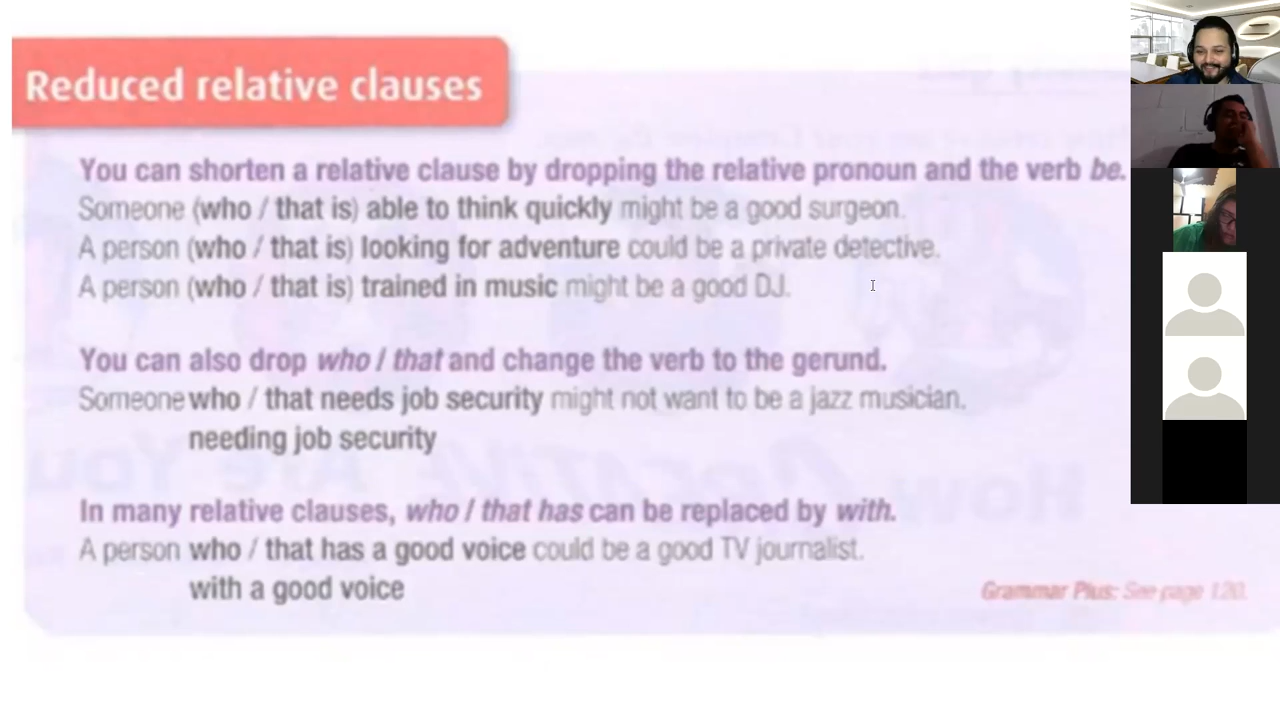 Reduced relative clauses
You can shorten a relative clause by dropping the relative pronoun and the verb be.
Someone (who / that is) able to think quickly might be a good surgeon.
A person (who / that is) looking for adventure could be a private detective.
A person (who / that is) trained in music might be a good DJ.
You can also drop who / that and change the verb to the gerund.
Someone who / that needs job security might not want to be a jazz musician.
needing job security
In many relative clauses, who / that has can be replaced by with.
A person who / that has a good voice could be a good TV journalist.
with a good voice
Grammar Plus: See page 120.